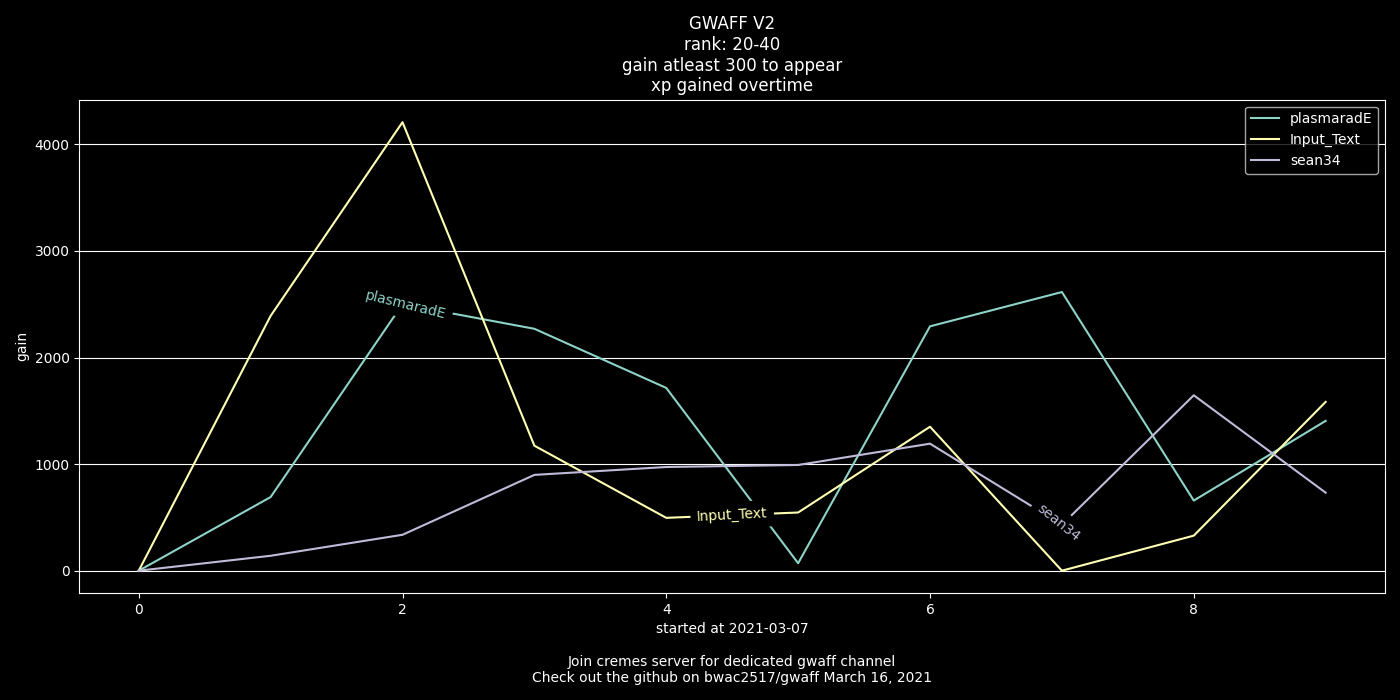 GWAFF V2
rank: 20-40
gain atleast 300 to appear
xp gained overtime
plasmaradE
Input_Text
sean34
4000
3000
2000
1000
0
gain
plasmaradE
Input_Text
sean34
0 2 4 6 8
started at 2021-03-07
Join cremes server for dedicated gwaff channel
Check out the github on bwac2517/gwaff March 16, 2021